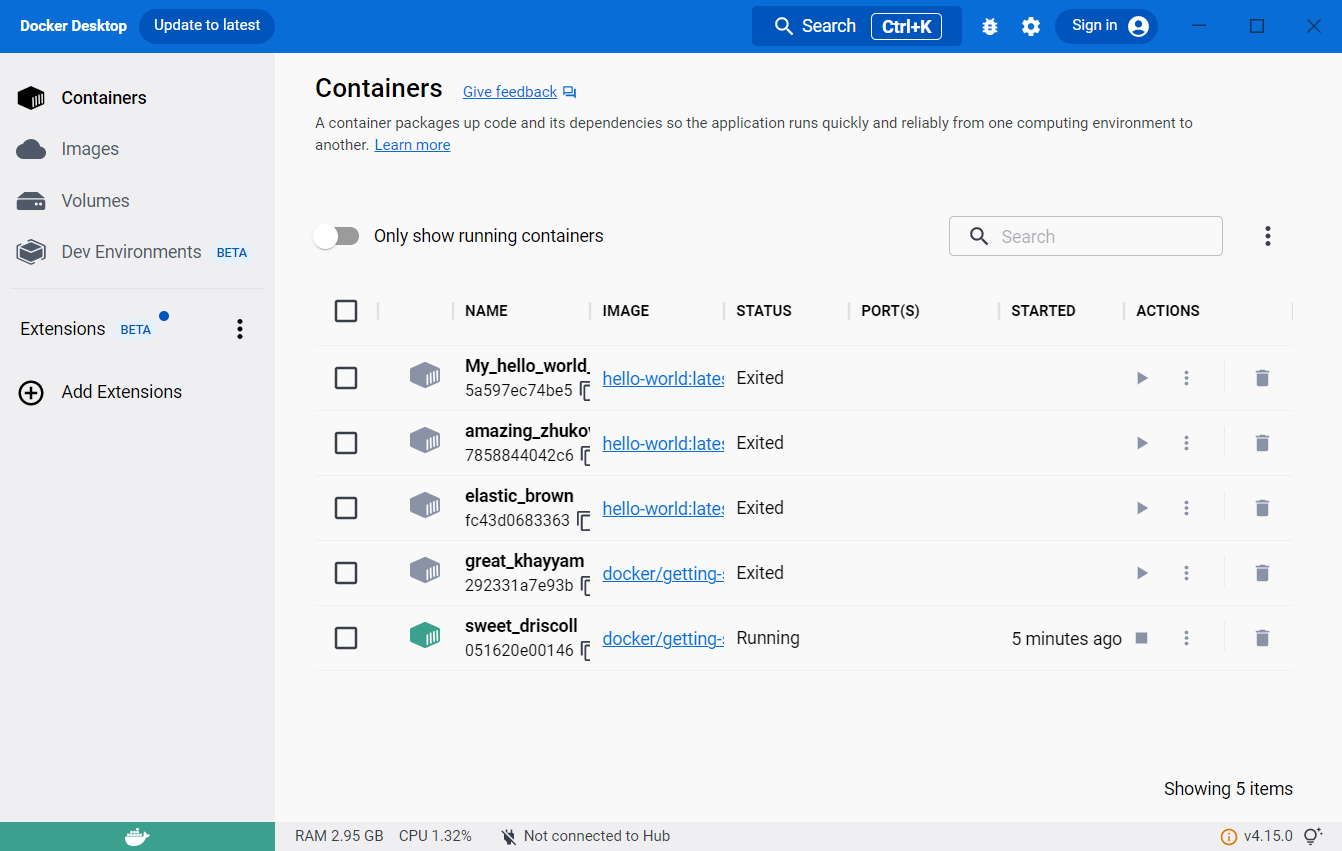 Docker Desktop Update to latest Search Ctrl+K Sign in
Containers
Images
Volumes
Dev Environments BETA
Extensions BETA
Add Extensions
Containers Give feedback
A container packages up code and its dependencies so the application runs quickly and reliably from one computing environment to
another. Learn more
Only show running containers Search
NAME IMAGE STATUS PORT(S) STARTED ACTIONS
My_hello_world_
5a597ec74be5 hello-world:lates Exited
amazing_zhukov
7858844042c6 hello-world:lates Exited
elastic_brown
fc43d0683363 hello-world:lates Exited
great_khayyam
292331a7e93b docker/getting-s Exited
sweet_driscoll
051620e00146 docker/getting-s Running 5 minutes ago
Showing 5 items
RAM 2.95 GB CPU 1.32% Not connected to Hub v4.15.0